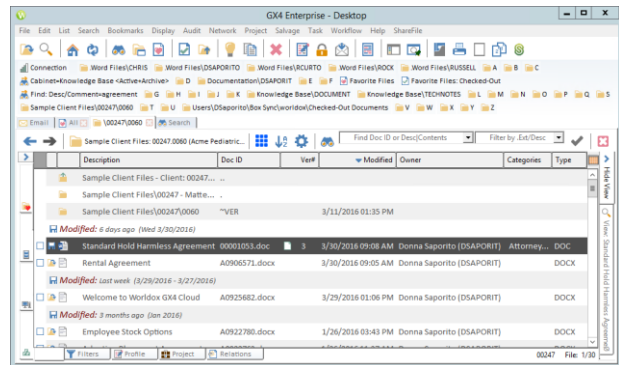 GX4 Enterprise - Desktop
File Edit List Search Bookmarks Display Audit Network Project Salvage Task Workflow Help ShareFile
Connection .Word Files\CHRIS .Word Files\DSAPORITO .Word Files\RCURTO .Word Files\ROCK .Word Files\RUSSELL A B C
Cabinet=Knowledge Base <Active+Archive> D Documentation\DSAPORIT E F Favorite Files Favorite Files: Checked-Out
Find: Desc/Comment=agreement G H I J K Knowledge Base\DOCUMENT Knowledge Base\TECHNOTES L M N O P Q S
Sample Client Files\00247\0060 T U Users\DSaporito\Box Sync\worldox\Checked-Out Documents V W X Y Z
Email All \00247\0060 Search
Sample Client Files: 00247.0060 (Acme Pediatric... Find Doc ID or Desc|Contents Filter by .Ext/Desc
Description Doc ID Ver# Modified Owner Categories Type
Sample Client Files - Client: 00247... ..
Sample Client Files\00247 - Matte... .
Sample Client Files\00247\0060 ~VER 3/11/2016 01:35 PM
Modified: 6 days ago (Wed 3/30/2016)
Standard Hold Harmless Agreement 00001053.doc 3 3/30/2016 09:08 AM Donna Saporito (DSAPORIT) Attorney... DOC
Rental Agreement A0906571.docx 3/30/2016 09:05 AM Donna Saporito (DSAPORIT) DOCX
Modified: Last week (3/29/2016 - 3/27/2016)
Welcome to Worldox GX4 Cloud A0925682.docx 3/29/2016 01:06 PM Donna Saporito (DSAPORIT) DOCX
Modified: 3 months ago (Jan 2016)
Employee Stock Options A0922780.docx 1/26/2016 03:43 PM Donna Saporito (DSAPORIT) DOCX
Filters Profile Project Relations 00247 File: 1/30
Hide View
View: Standard Hold Harmless Agreement